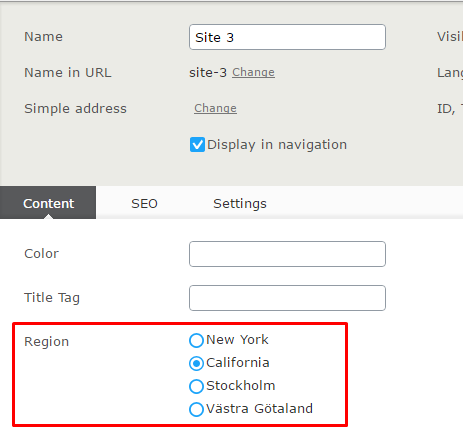 Name Site 3 Visi
Name in URL site-3 Change Lang
Simple address Change ID, T
Display in navigation
Content SEO Settings
Color
Title Tag
Region New York
California
Stockholm
Västra Götaland